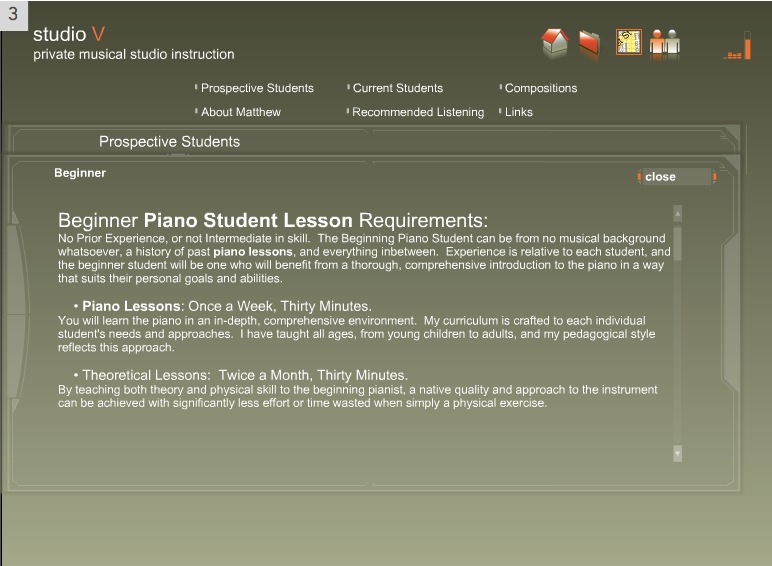 3
studio V
private musical studio instruction
Prospective Students
Current Students
Compositions
About Matthew
Recommended Listening
Links
Prospective Students
Beginner
close
Beginner Piano Student Lesson Requirements:
No Prior Experience, or not Intermediate in skill.  The Beginning Piano Student can be from no musical background
whatsoever, a history of past piano lessons, and everything inbetween.  Experience is relative to each student, and
the beginner student will be one who will benefit from a thorough, comprehensive introduction to the piano in a way
that suits their personal goals and abilities.
• Piano Lessons: Once a Week, Thirty Minutes.
You will learn the piano in an in-depth, comprehensive environment.  My curriculum is crafted to each individual
student's needs and approaches.  I have taught all ages, from young children to adults, and my pedagogical style
reflects this approach.
• Theoretical Lessons:  Twice a Month, Thirty Minutes.
By teaching both theory and physical skill to the beginning pianist, a native quality and approach to the instrument
can be achieved with significantly less effort or time wasted when simply a physical exercise.